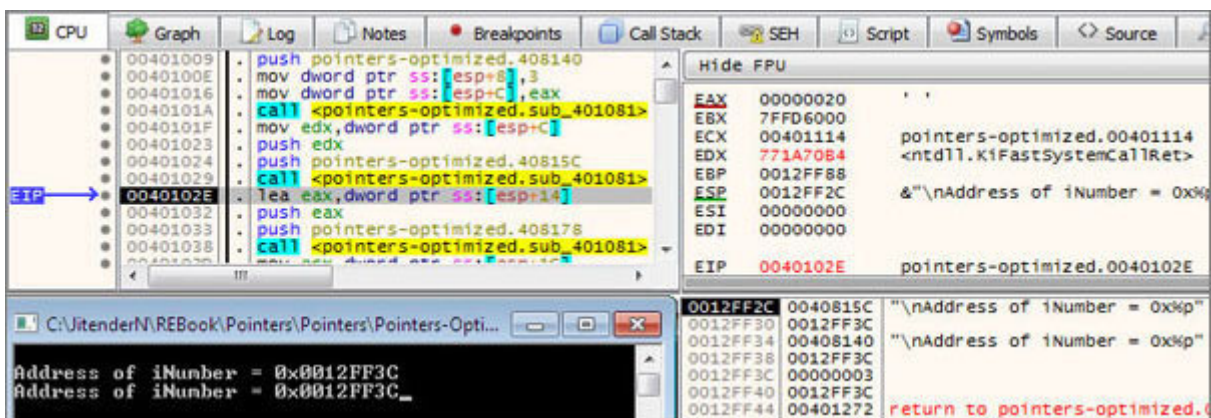 CPU Graph Log Notes Breakpoints Call Stack SEH Script Symbols Source
00401009 . push pointers-optimized.408140
0040100E . mov dword ptr ss:[esp+8],3
00401016 . mov dword ptr ss:[esp+C],eax
0040101A . call <pointers-optimized.sub_401081>
0040101F . mov edx,dword ptr ss:[esp+C]
00401023 . push edx
00401024 . push pointers-optimized.40815C
00401029 . call <pointers-optimized.sub_401081>
EIP 0040102E . lea eax,dword ptr ss:[esp+14]
00401032 . push eax
00401033 . push pointers-optimized.408178
00401038 . call <pointers-optimized.sub_401081>
Hide FPU
EAX 00000020 ' '
EBX 7FFD6000
ECX 00401114 pointers-optimized.00401114
EDX 771A70B4 <ntdll.KiFastSystemCallRet>
EBP 0012FF88
ESP 0012FF2C &"\nAddress of iNumber = 0x%p
ESI 00000000
EDI 00000000
EIP 0040102E pointers-optimized.0040102E
C:\JitenderN\REBook\Pointers\Pointers\Pointers-Opti...
Address of iNumber = 0x0012FF3C
Address of iNumber = 0x0012FF3C_
0012FF2C 0040815C "\nAddress of iNumber = 0x%p"
0012FF30 0012FF3C
0012FF34 00408140 "\nAddress of iNumber = 0x%p"
0012FF38 0012FF3C
0012FF3C 00000003
0012FF40 0012FF3C
0012FF44 00401272 return to pointers-optimized.